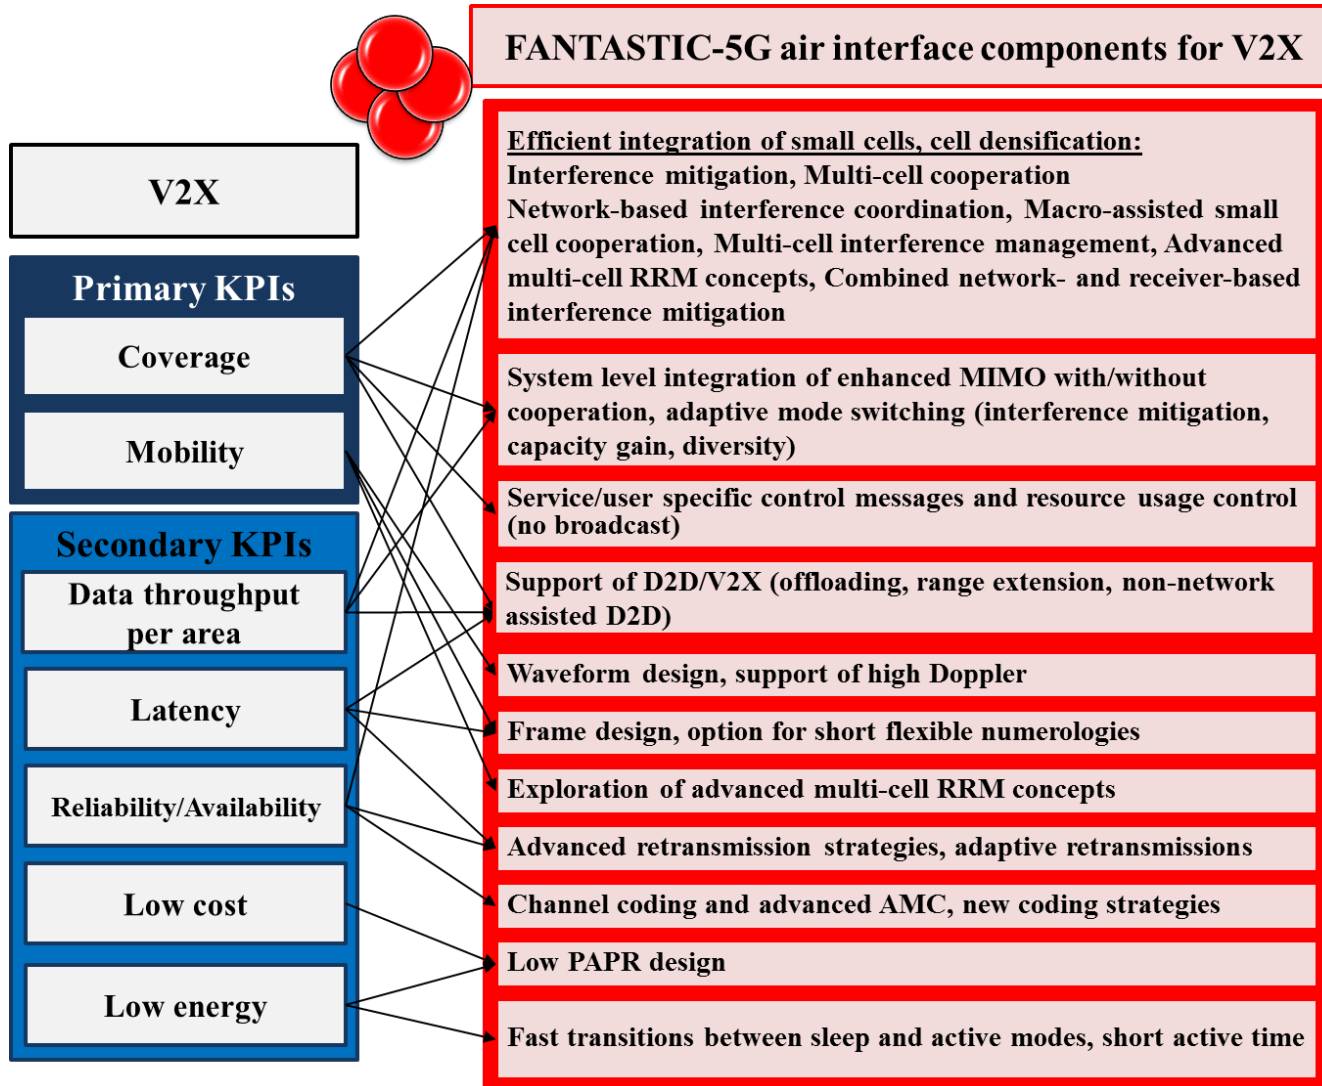 FANTASTIC-5G air interface components for V2X
V2X
Primary KPIs
Coverage
Mobility
Secondary KPIs
Data throughput
per area
Latency
Reliability/Availability
Low cost
Low energy
Efficient integration of small cells, cell densification:
Interference mitigation, Multi-cell cooperation
Network-based interference coordination, Macro-assisted small
cell cooperation, Multi-cell interference management, Advanced
multi-cell RRM concepts, Combined network- and receiver-based
interference mitigation
System level integration of enhanced MIMO with/without
cooperation, adaptive mode switching (interference mitigation,
capacity gain, diversity)
Service/user specific control messages and resource usage control
(no broadcast)
Support of D2D/V2X (offloading, range extension, non-network
assisted D2D)
Waveform design, support of high Doppler
Frame design, option for short flexible numerologies
Exploration of advanced multi-cell RRM concepts
Advanced retransmission strategies, adaptive retransmissions
Channel coding and advanced AMC, new coding strategies
Low PAPR design
Fast transitions between sleep and active modes, short active time